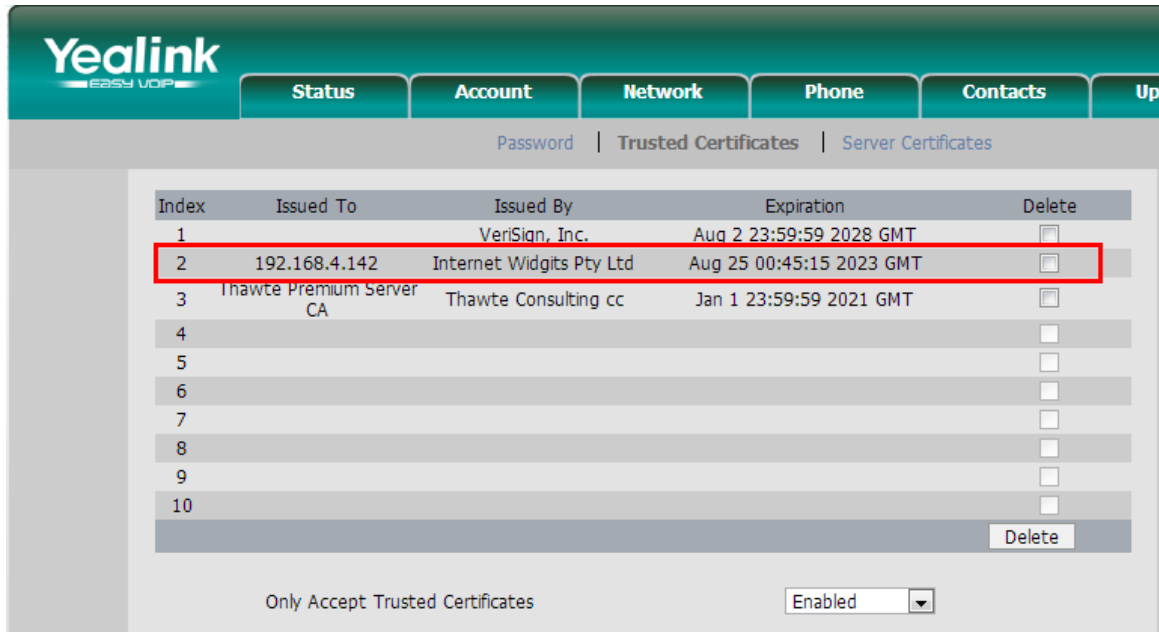 Yealink
EASY VOIP
Status Account Network Phone Contacts Up
Password | Trusted Certificates | Server Certificates
Index Issued To Issued By Expiration Delete
1 VeriSign, Inc. Aug 2 23:59:59 2028 GMT
2 192.168.4.142 Internet Widgits Pty Ltd Aug 25 00:45:15 2023 GMT
3 Thawte Premium Server CA Thawte Consulting cc Jan 1 23:59:59 2021 GMT
4
5
6
7
8
9
10
Delete
Only Accept Trusted Certificates Enabled